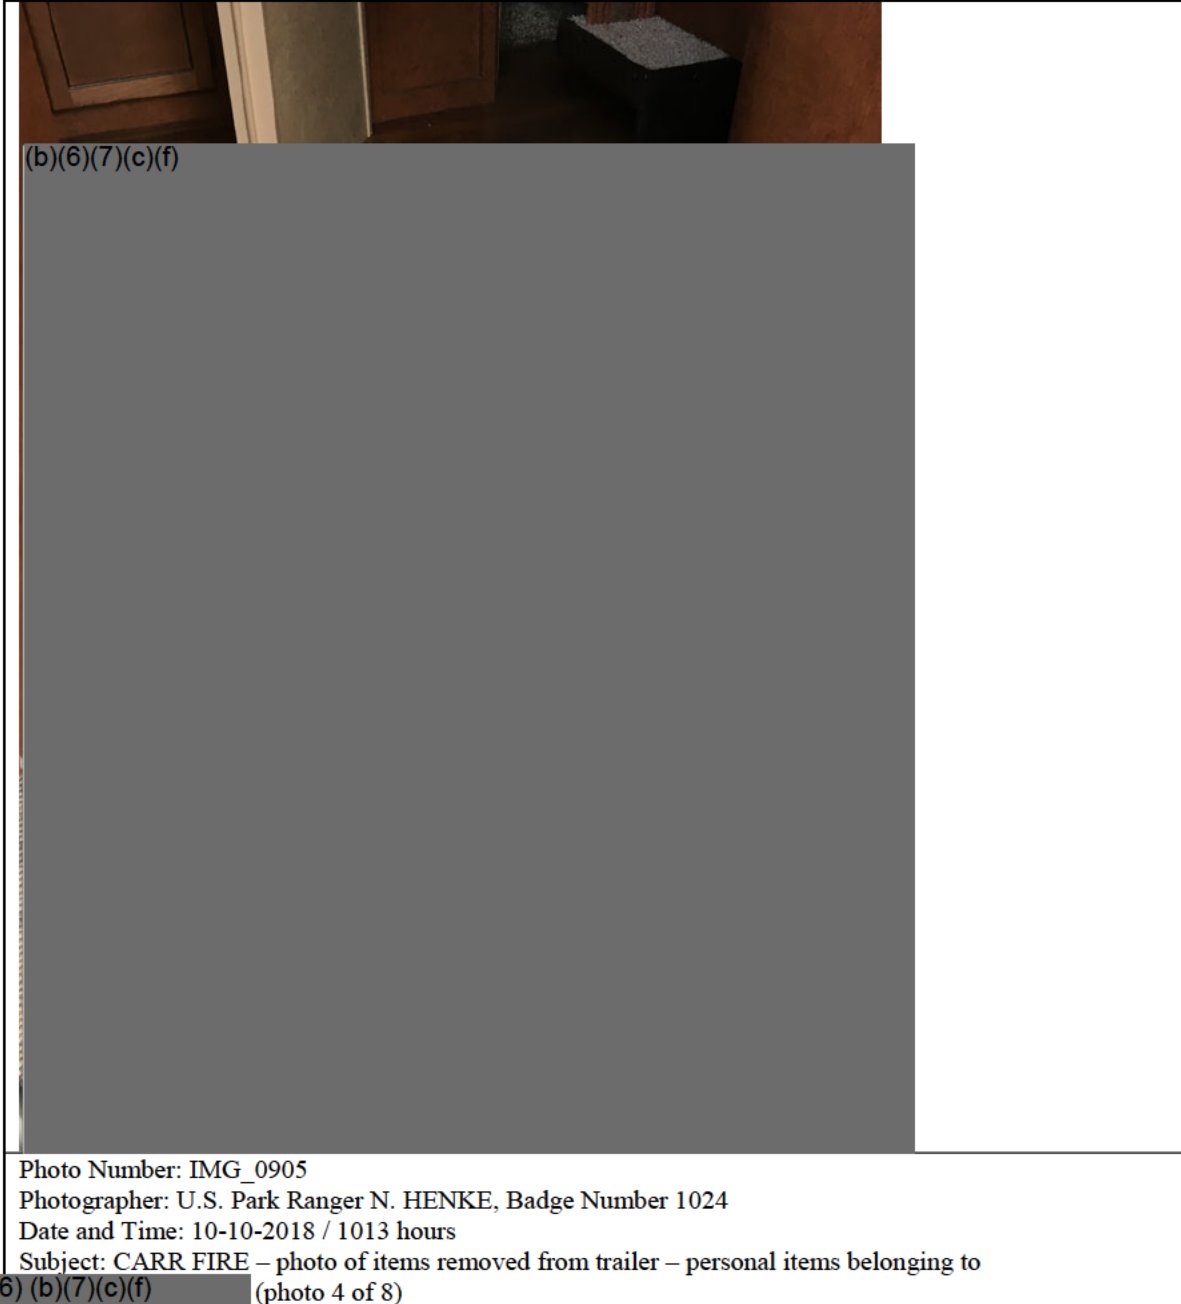 (b)(6)(7)(c)(f)
Photo Number: IMG_0905
Photographer: U.S. Park Ranger N. HENKE, Badge Number 1024
Date and Time: 10-10-2018 / 1013 hours
Subject: CARR FIRE – photo of items removed from trailer – personal items belonging to
6) (b)(7)(c)(f) (photo 4 of 8)